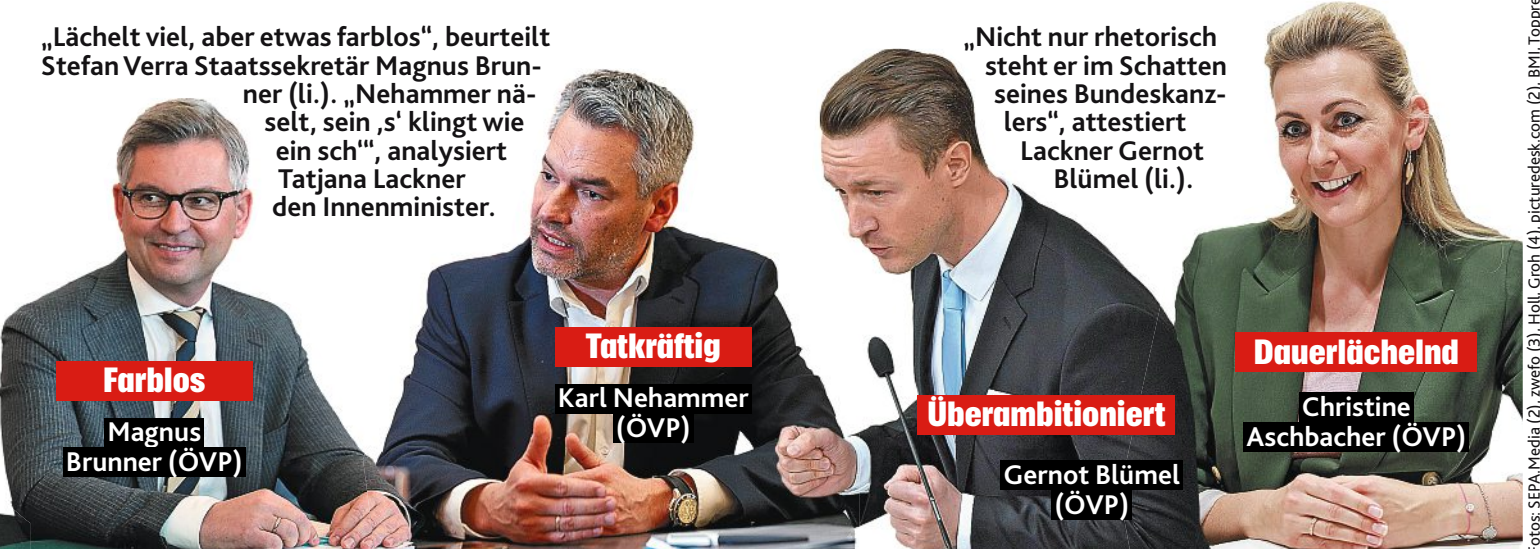 „Lächelt viel, aber etwas farblos“, beurteilt
Stefan Verra Staatssekretär Magnus Brun-
ner (li.). „Nehammer nä-
selt, sein ‚s‘ klingt wie
ein sch‘“, analysiert
Tatjana Lackner
den Innenminister.
„Nicht nur rhetorisch
steht er im Schatten
seines Bundeskanz-
lers“, attestiert
Lackner Gernot
Blümel (li.).
Farblos
Magnus
Brunner (ÖVP)
Tatkräftig
Karl Nehammer
(ÖVP)
Überambitioniert
Gernot Blümel
(ÖVP)
Dauerlächelnd
Christine
Aschbacher (ÖVP)
Fotos: SEPA.Media (2), zwefo (3), Holl, Groh (4), picturedesk.com (2), BMI,